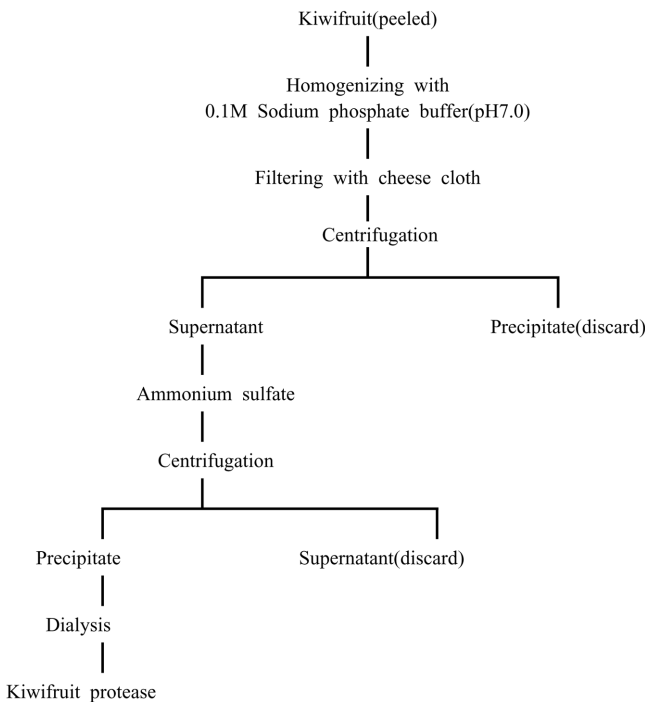 Kiwifruit(peeled)
Homogenizing with
0.1M Sodium phosphate buffer(pH7.0)
Filtering with cheese cloth
Centrifugation
Supernatant
Precipitate(discard)
Ammonium sulfate
Centrifugation
Precipitate
Supernatant(discard)
Dialysis
Kiwifruit protease